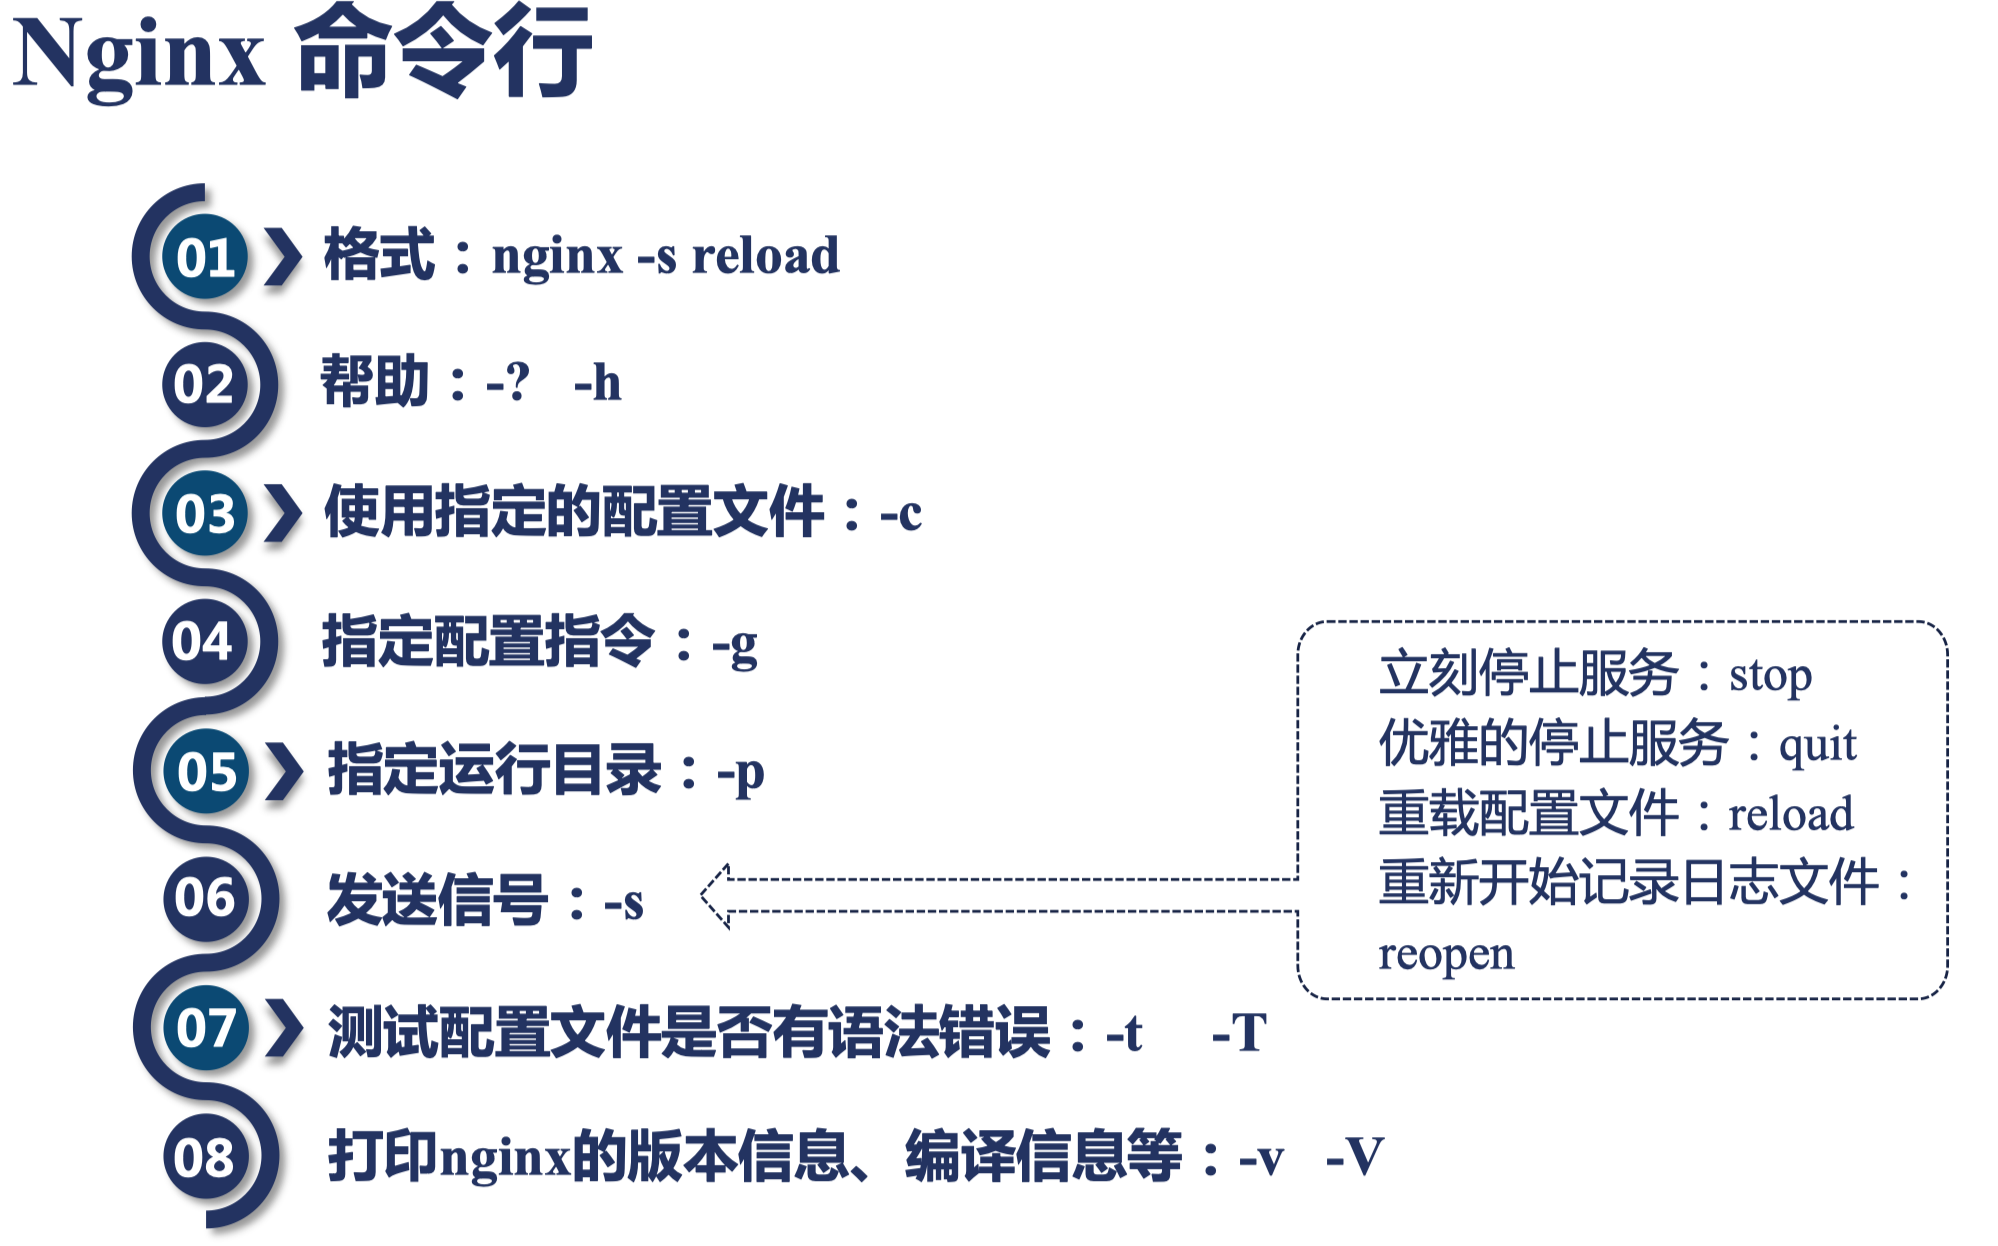 Nginx 命令行
01 格式：nginx -s reload
02 帮助：-? -h
03 使用指定的配置文件：-c
04 指定配置指令：-g
05 指定运行目录：-p
06 发送信号：-s
立刻停止服务：stop
优雅的停止服务：quit
重载配置文件：reload
重新开始记录日志文件：
reopen
07 测试配置文件是否有语法错误：-t -T
08 打印nginx的版本信息、编译信息等：-v -V